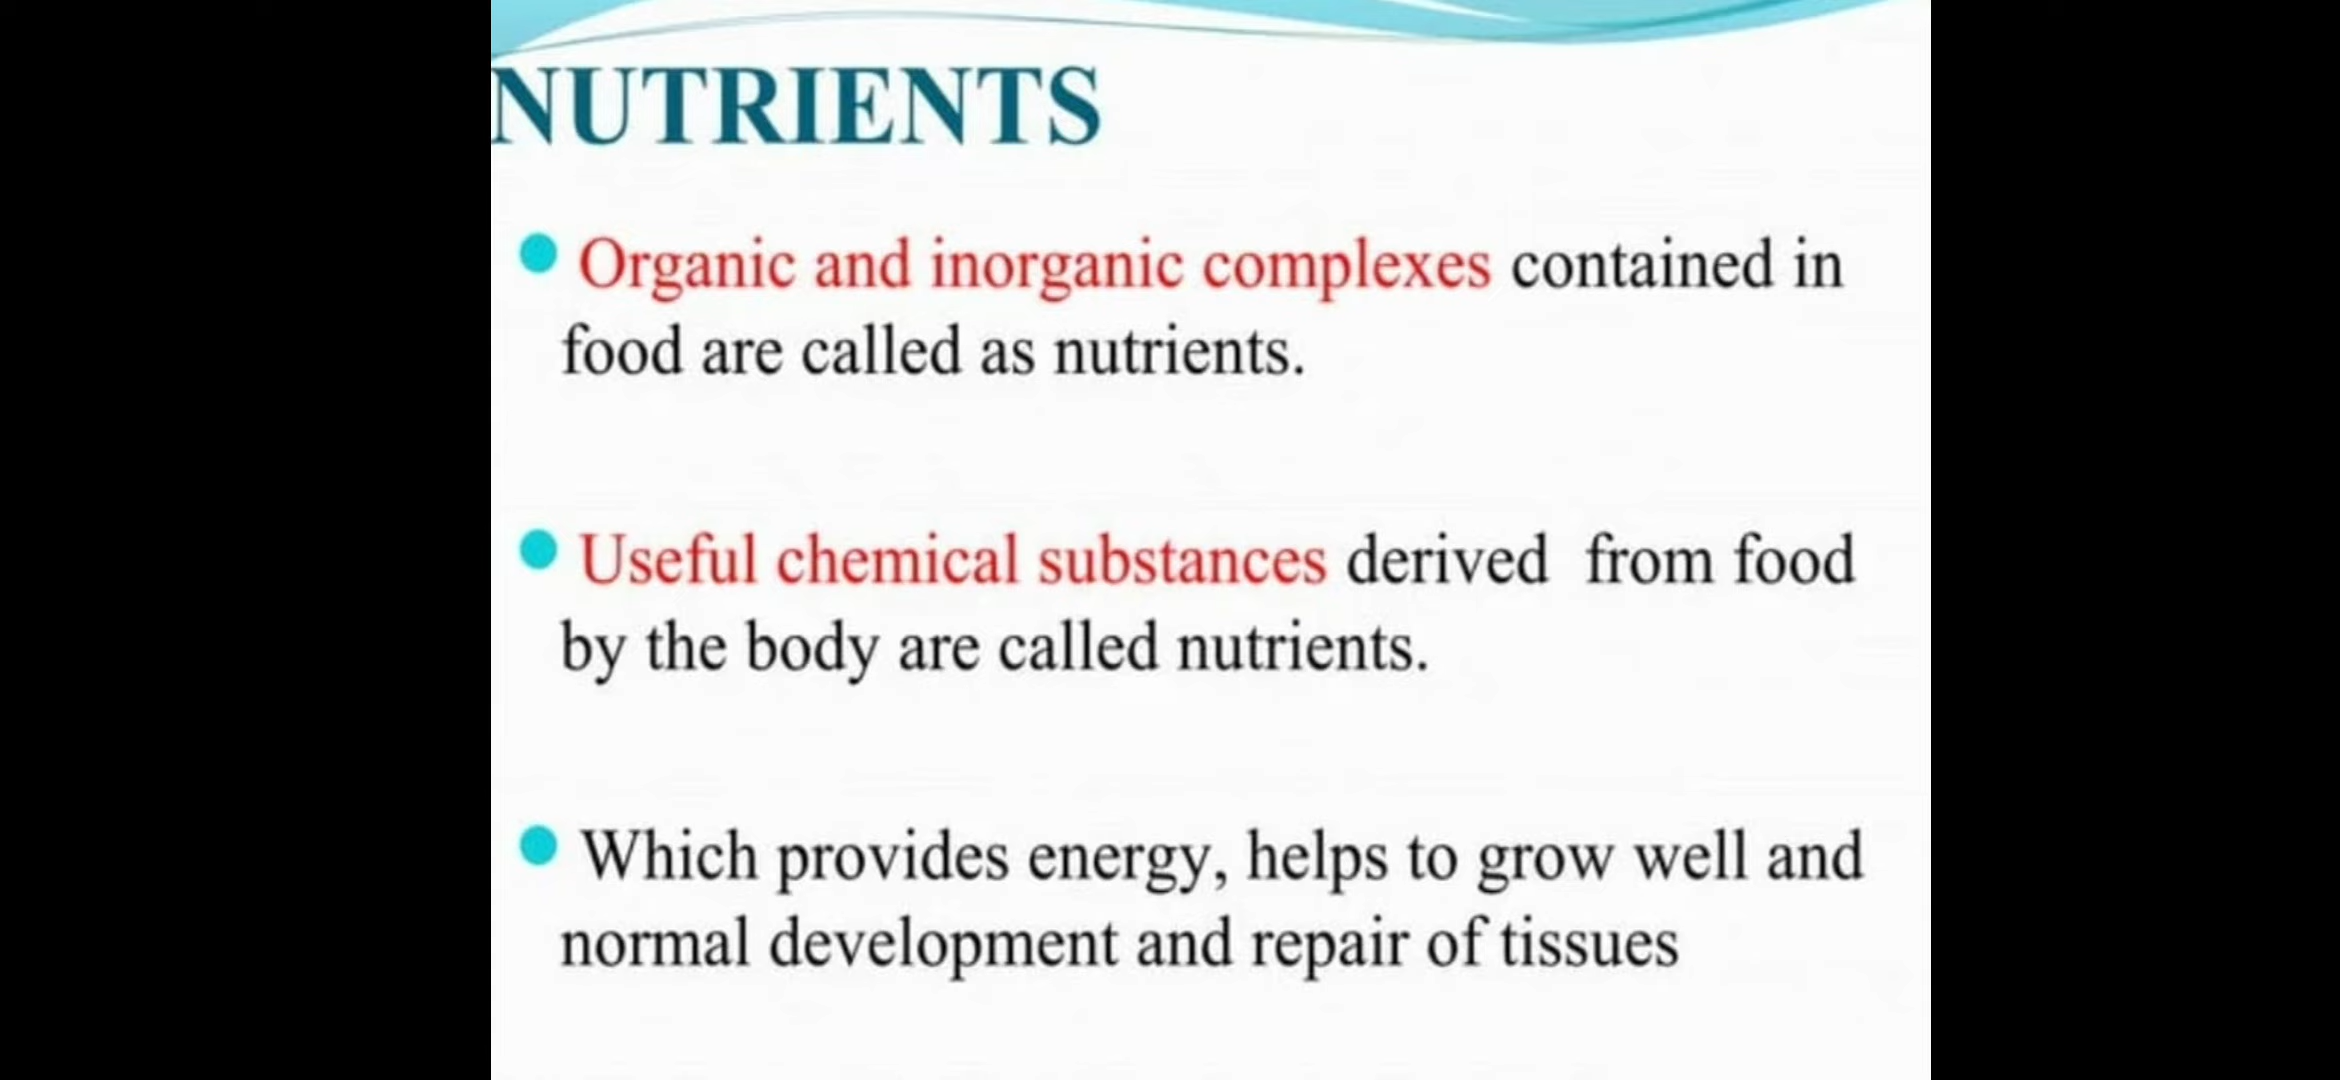 NUTRIENTS
Organic and inorganic complexes contained in
food are called as nutrients.
Useful chemical substances derived from food
by the body are called nutrients.
Which provides energy, helps to grow well and
normal development and repair of tissues